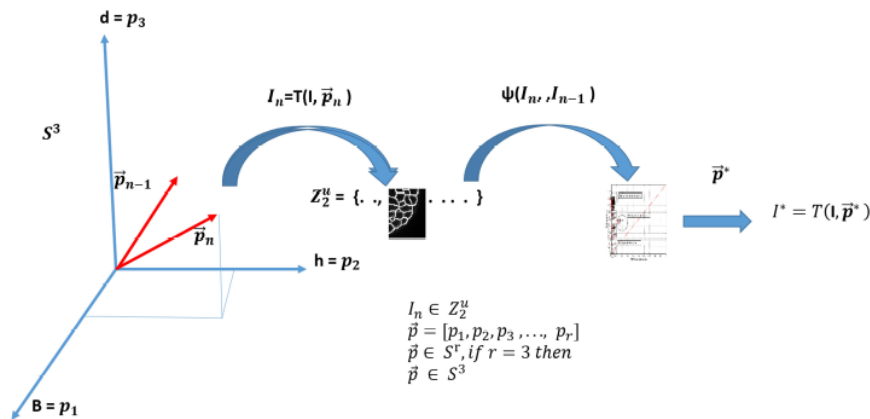 d = p₃
S³
Iₙ=T(I, p⃗ₙ )
ψ(Iₙ, ,Iₙ₋₁ )
p⃗ₙ₋₁
p⃗ₙ
Z₂ᵘ = {. ., . . . . }
p⃗*
I* = T(I, p⃗*)
h = p₂
Iₙ ∈ Z₂ᵘ
p⃗ = [p₁, p₂, p₃ , …, pᵣ]
p⃗ ∈ Sʳ, if r = 3 then
p⃗ ∈ S³
B = p₁